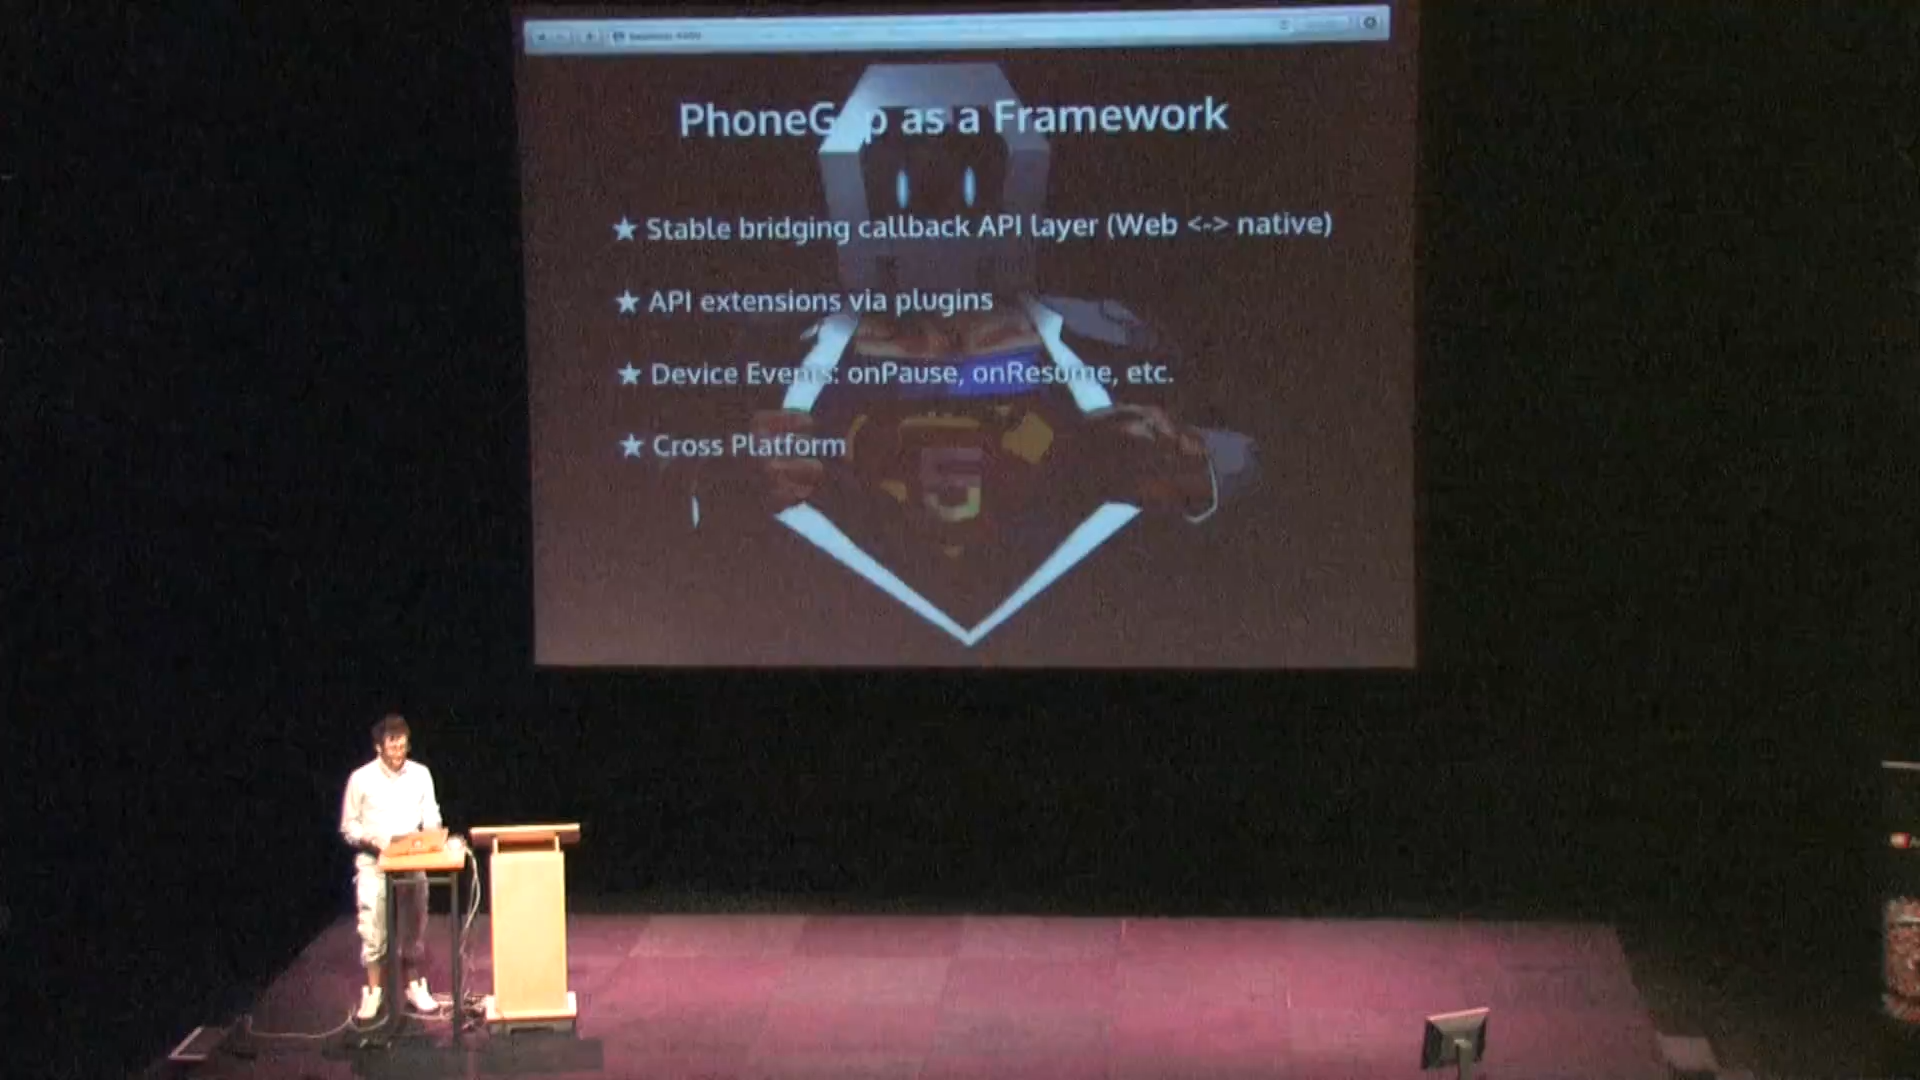 PhoneGap as a Framework
★ Stable bridging callback API layer (Web <-> native)
★ API extensions via plugins
★ Device Events: onPause, onResume, etc.
★ Cross Platform
5